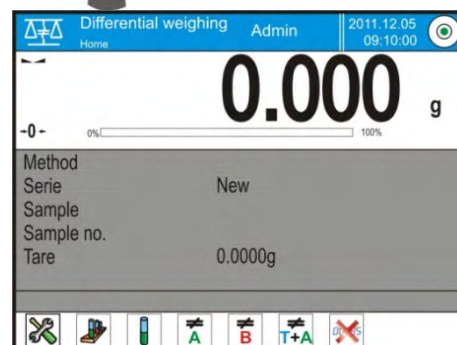 Differential weighing Admin 2011.12.05
Home 09:10:00
0.000 g
-0- 0% 100%
Method
Serie New
Sample
Sample no.
Tare 0.0000g
≠ A ≠ B ≠ T+A